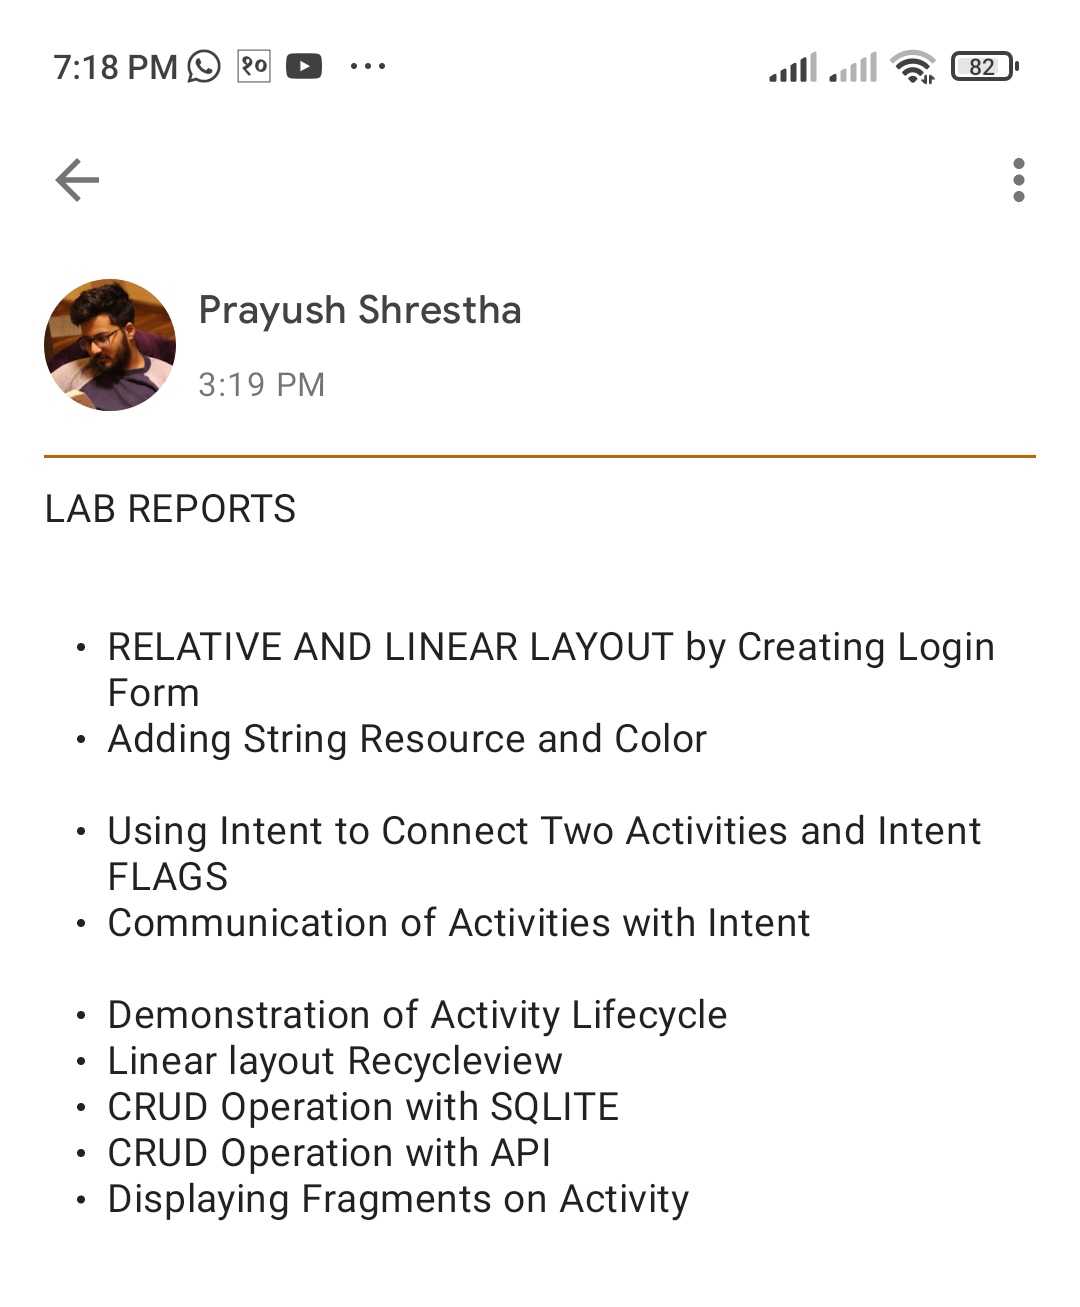 7:18 PM १० 82
Prayush Shrestha
3:19 PM
LAB REPORTS
• RELATIVE AND LINEAR LAYOUT by Creating Login
Form
• Adding String Resource and Color
• Using Intent to Connect Two Activities and Intent
FLAGS
• Communication of Activities with Intent
• Demonstration of Activity Lifecycle
• Linear layout Recycleview
• CRUD Operation with SQLITE
• CRUD Operation with API
• Displaying Fragments on Activity